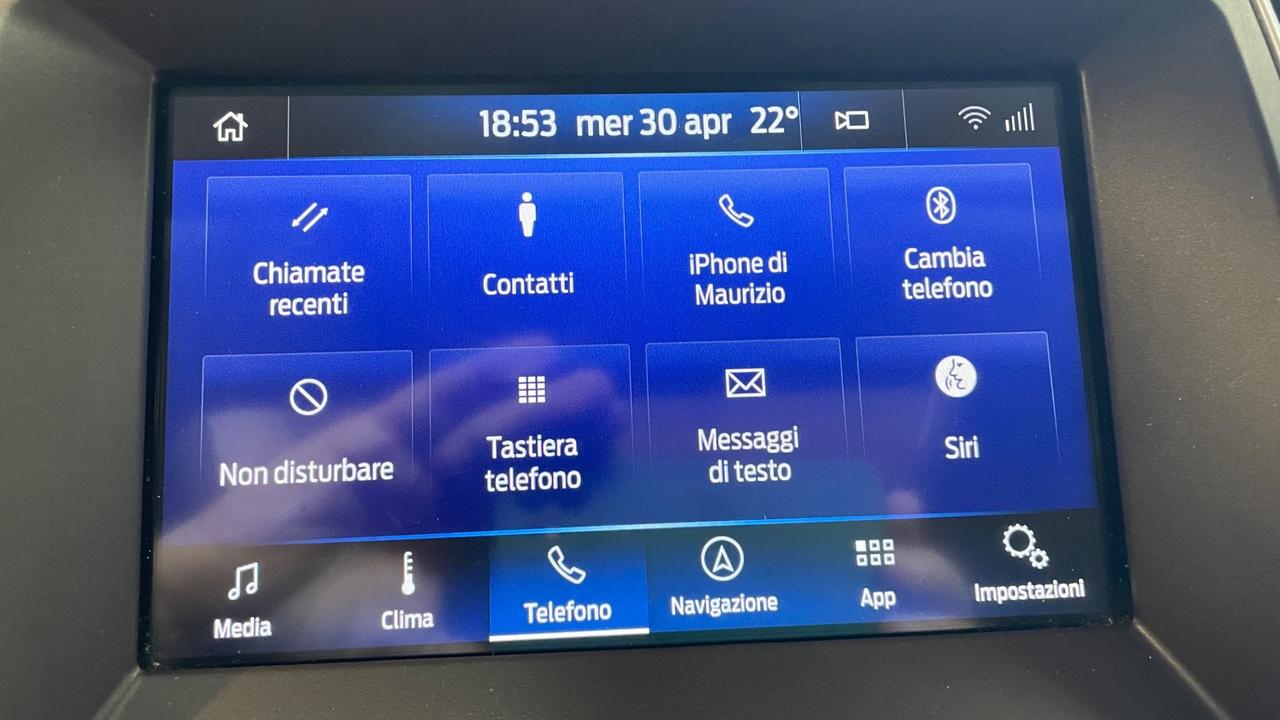 18:53 mer 30 apr 22°
Chiamate
recenti
Contatti
iPhone di
Maurizio
Cambia
telefono
Non disturbare
Tastiera
telefono
Messaggi
di testo
Siri
Media
Clima
Telefono
Navigazione
App
Impostazioni